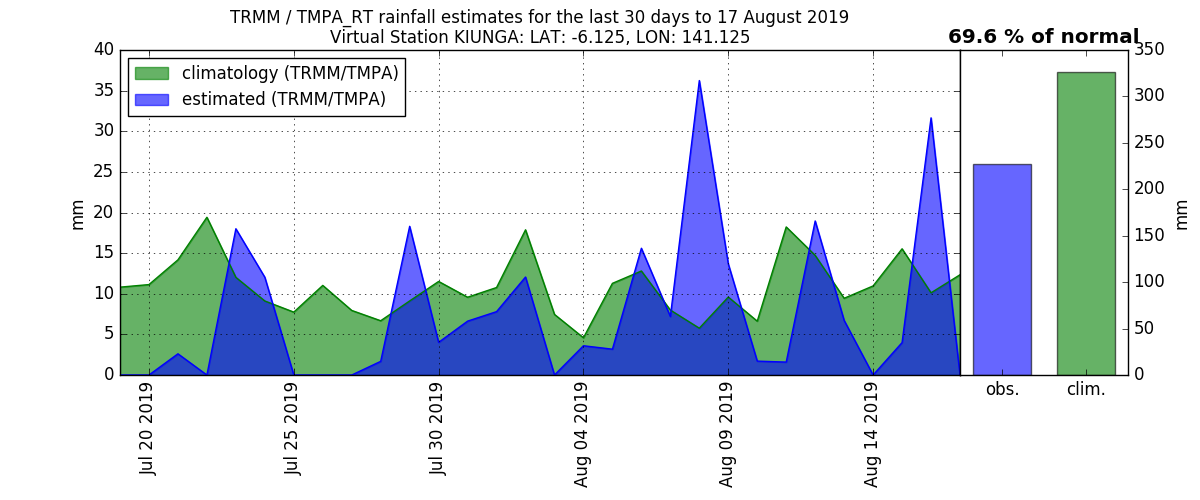 TRMM / TMPA_RT rainfall estimates for the last 30 days to 17 August 2019
Virtual Station KIUNGA: LAT: -6.125, LON: 141.125
69.6 % of normal
climatology (TRMM/TMPA)
estimated (TRMM/TMPA)
40
35
30
25
20
15
10
5
0
mm
Jul 20 2019
Jul 25 2019
Jul 30 2019
Aug 04 2019
Aug 09 2019
Aug 14 2019
obs.
clim.
350
300
250
200
150
100
50
0
mm